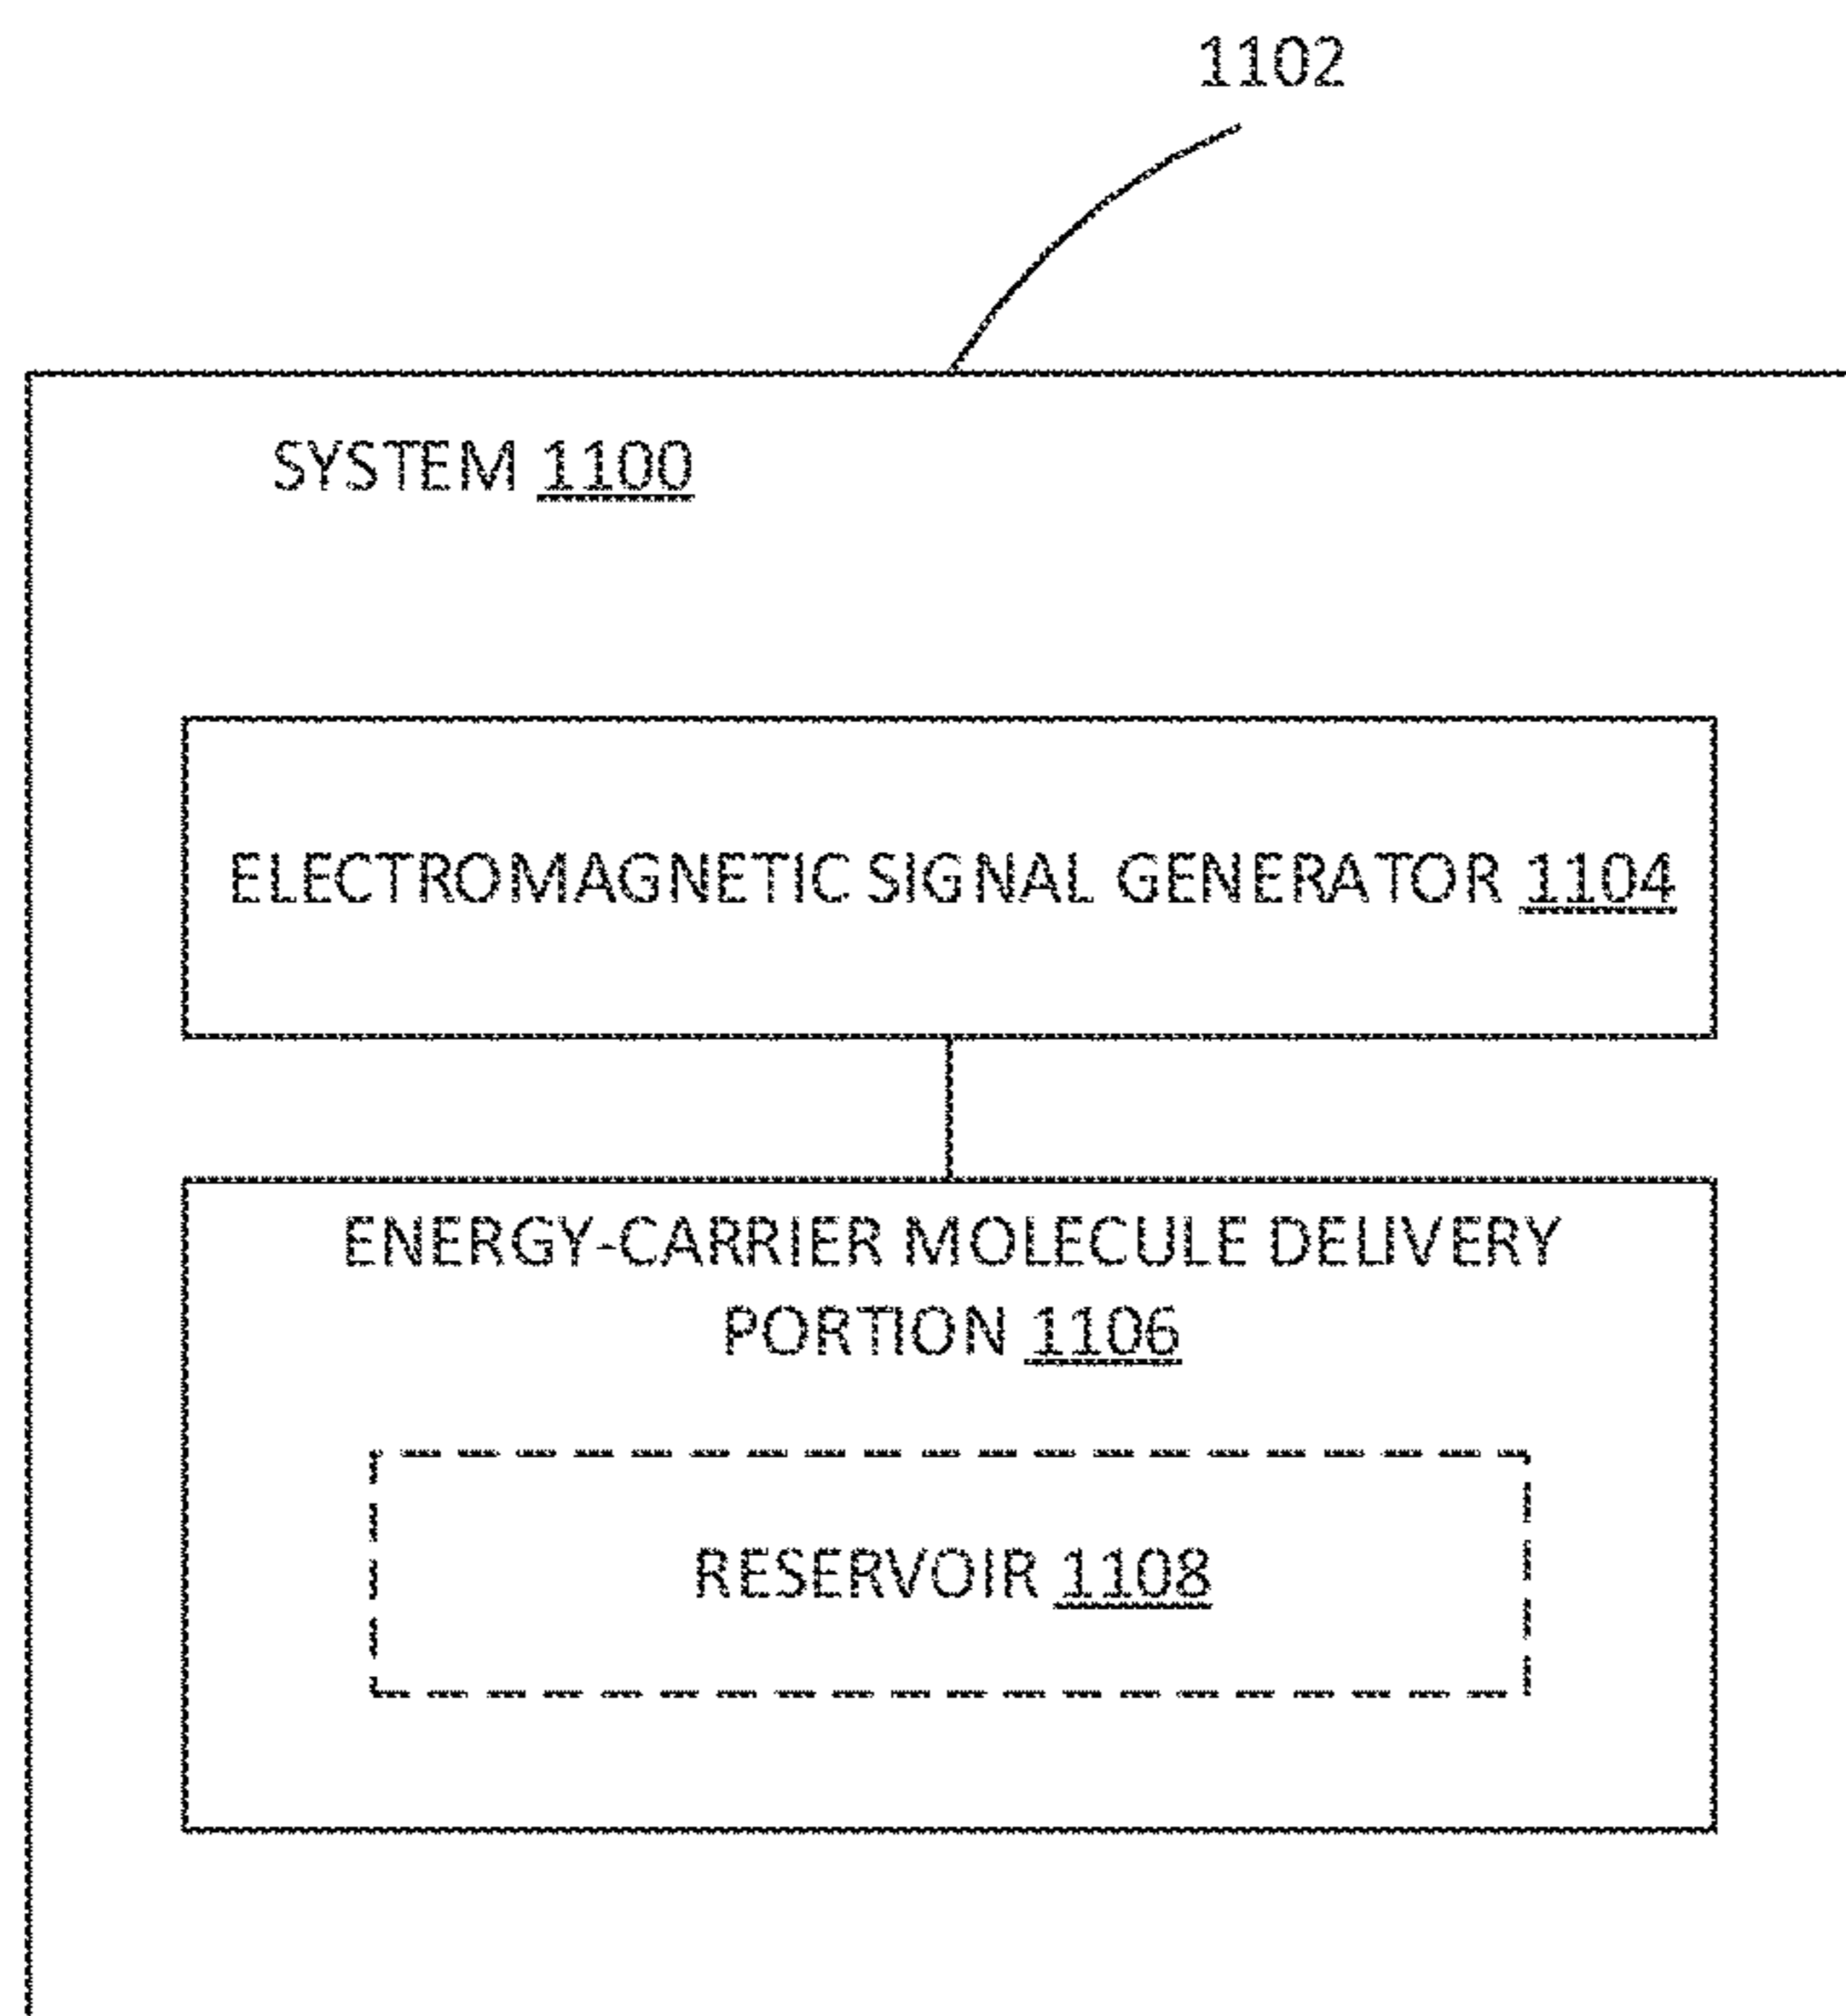 1102
SYSTEM 1100
ELECTROMAGNETIC SIGNAL GENERATOR 1104
ENERGY-CARRIER MOLECULE DELIVERY
PORTION 1106
RESERVOIR 1108